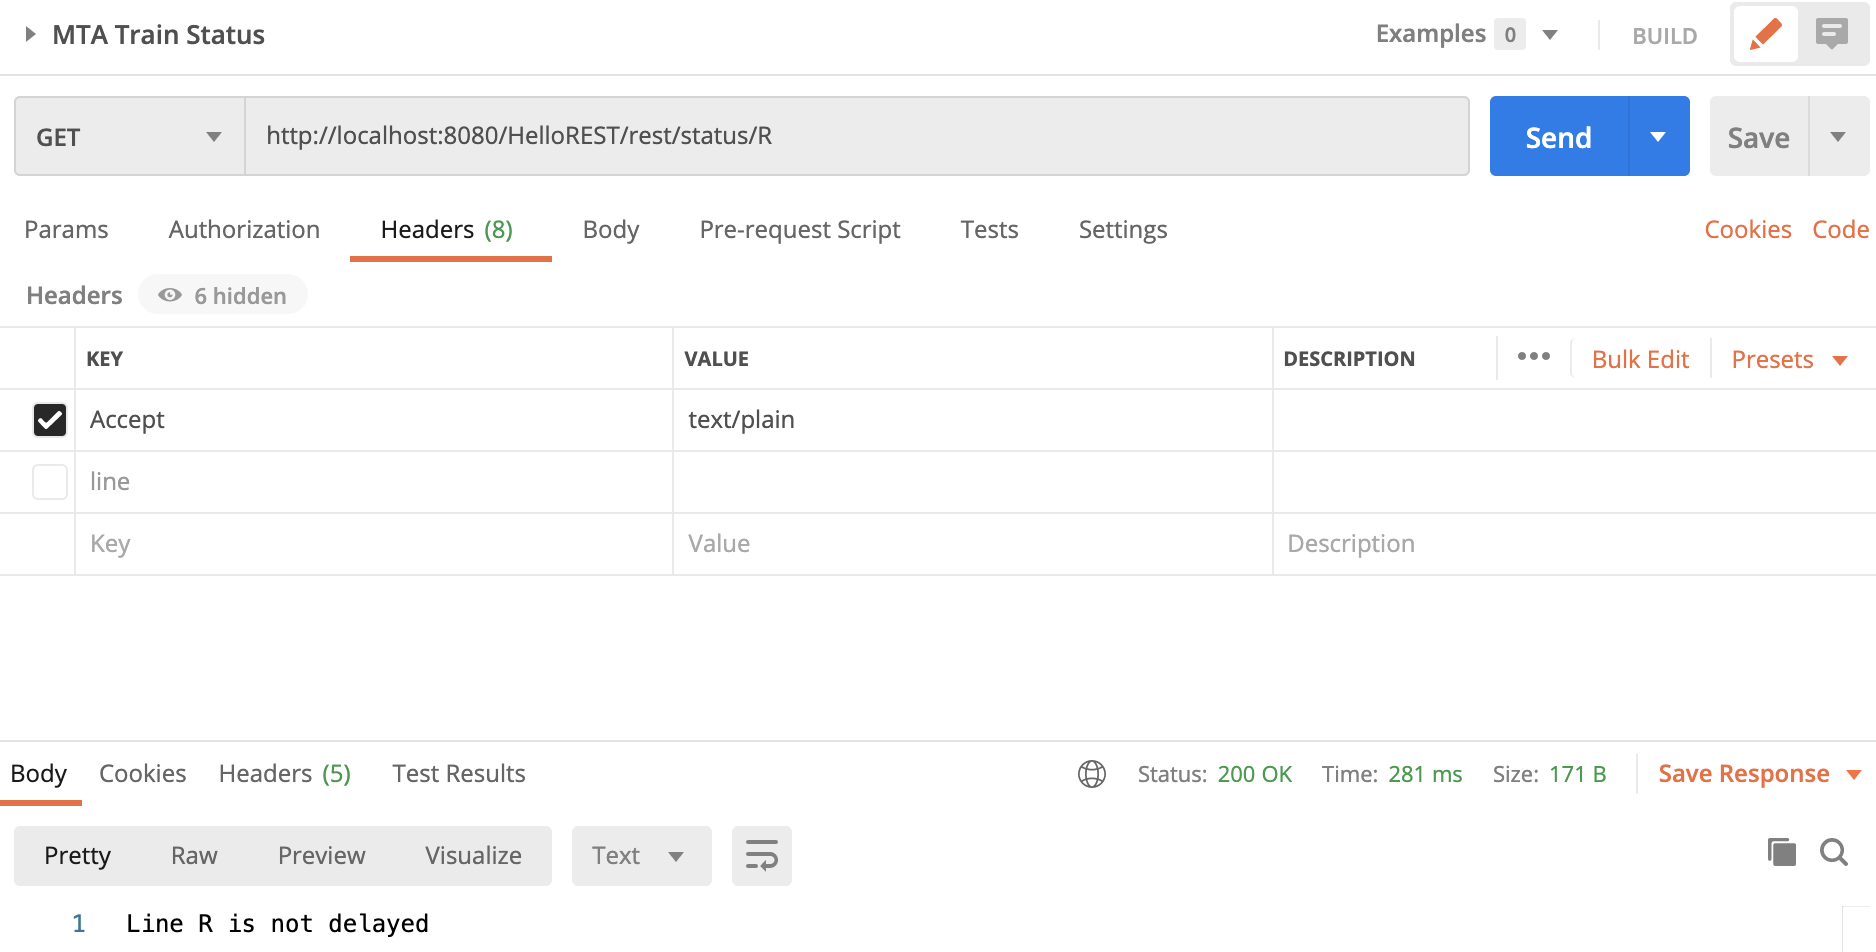 MTA Train Status Examples 0 BUILD
GET http://localhost:8080/HelloREST/rest/status/R Send Save
Params Authorization Headers (8) Body Pre-request Script Tests Settings Cookies Code
Headers 6 hidden
KEY VALUE DESCRIPTION ••• Bulk Edit Presets
Accept text/plain
line
Key Value Description
Body Cookies Headers (5) Test Results Status: 200 OK Time: 281 ms Size: 171 B Save Response
Pretty Raw Preview Visualize Text
1 Line R is not delayed